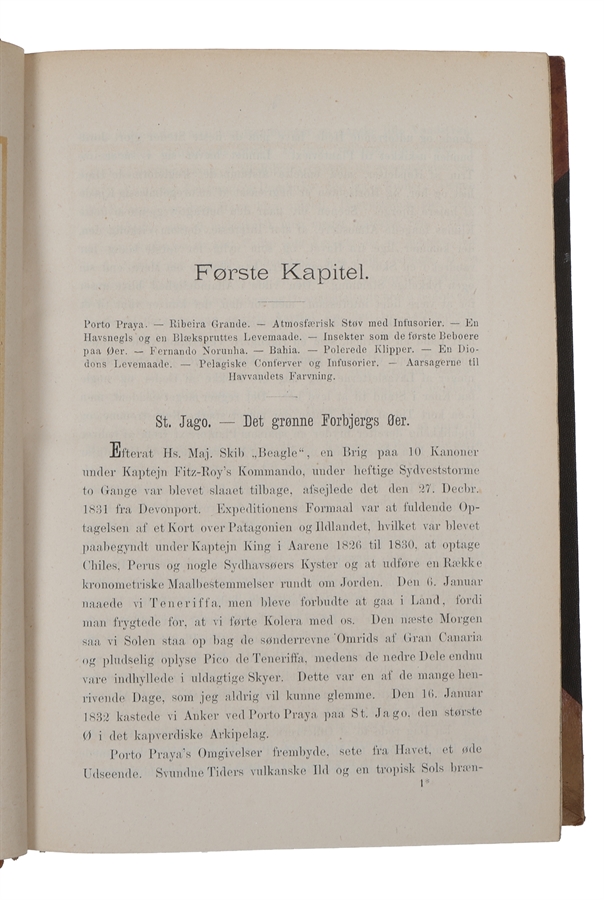 Første Kapitel.
Porto Praya. — Ribeira Grande. — Atmosfærisk Støv med Infusorier. — En
Havsnegls og en Blækspruttes Levemaade. — Insekter som de første Beboere
paa Øer. — Fernando Norunha. — Bahia. — Polerede Klipper. — En Dio-
dons Levemaade. — Pelagiske Conferver og Infusorier. — Aarsagerne til
Havvandets Farvning.
St. Jago. — Det grønne Forbjergs Øer.
Efterat Hs. Maj. Skib „Beagle“, en Brig paa 10 Kanoner
under Kaptejn Fitz-Roy's Kommando, under heftige Sydveststorme
to Gange var blevet slaaet tilbage, afsejlede det den 27. Decbr.
1831 fra Devonport. Expeditionens Formaal var at fuldende Op-
tagelsen af et Kort over Patagonien og Ildlandet, hvilket var blevet
paabegyndt under Kaptejn King i Aarene 1826 til 1830, at optage
Chiles, Perus og nogle Sydhavsøers Kyster og at udføre en Række
kronometriske Maalbestemmelser rundt om Jorden. Den 6. Januar
naaede vi Teneriffa, men bleve forbudte at gaa i Land, fordi
man frygtede for, at vi førte Kolera med os. Den næste Morgen
saa vi Solen staa op bag de sønderrevne Omrids af Gran Canaria
og pludselig oplyse Pico de Teneriffa, medens de nedre Dele endnu
vare indhyllede i uldagtige Skyer. Dette var en af de mange hen-
rivende Dage, som jeg aldrig vil kunne glemme. Den 16. Januar
1832 kastede vi Anker ved Porto Praya paa St. Jago, den største
Ø i det kapverdiske Arkipelag.
Porto Praya's Omgivelser frembyde, sete fra Havet, et øde
Udseende. Svundne Tiders vulkanske Ild og en tropisk Sols bræn-
1*